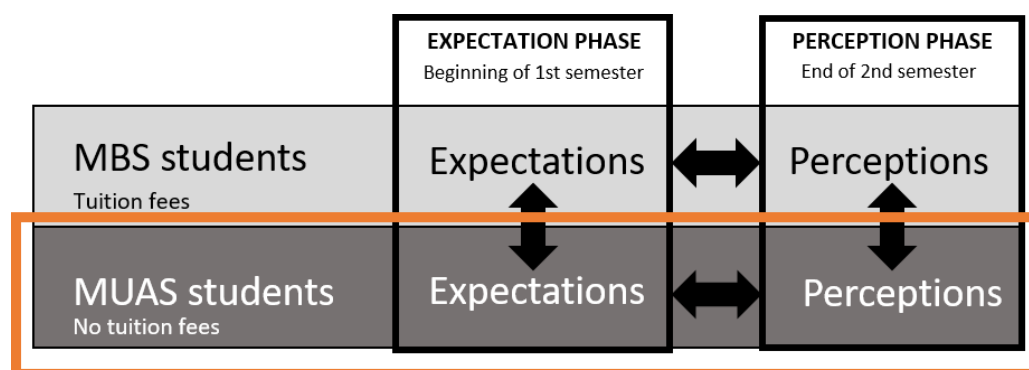 EXPECTATION PHASE
Beginning of 1st semester
PERCEPTION PHASE
End of 2nd semester
MBS students
Tuition fees
Expectations
Perceptions
MUAS students
No tuition fees
Expectations
Perceptions